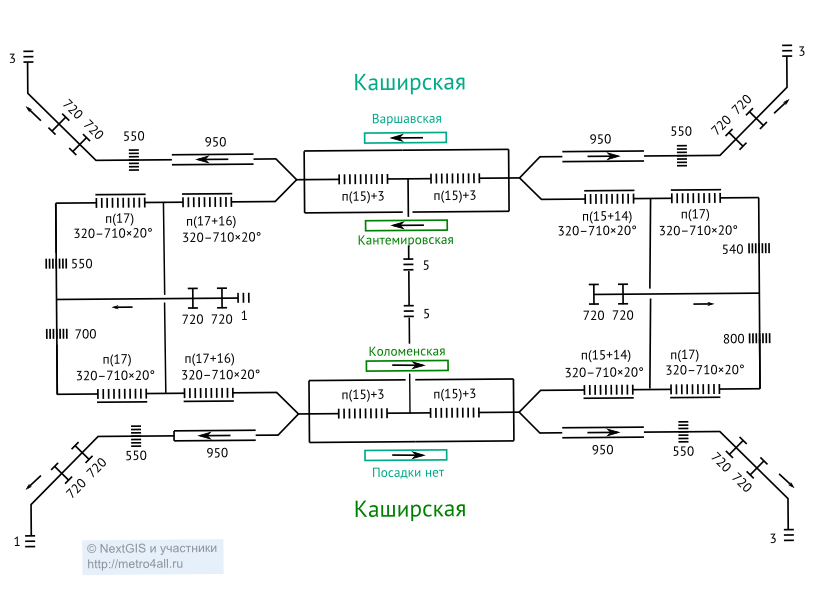 3
3
Каширская
720
720
720
720
Варшавская
550
950
950
550
п(15)+3
п(15)+3
п(17)
320–710×20°
п(17+16)
320–710×20°
п(15+14)
320–710×20°
п(17)
320–710×20°
Кантемировская
550
5
540
720
720
1
5
720
720
700
800
Коломенская
п(17)
320–710×20°
п(17+16)
320–710×20°
п(15+14)
320–710×20°
п(17)
320–710×20°
п(15)+3
п(15)+3
550
950
950
550
720
720
720
720
Посадки нет
Каширская
1
3
© NextGIS и участники
http://metro4all.ru